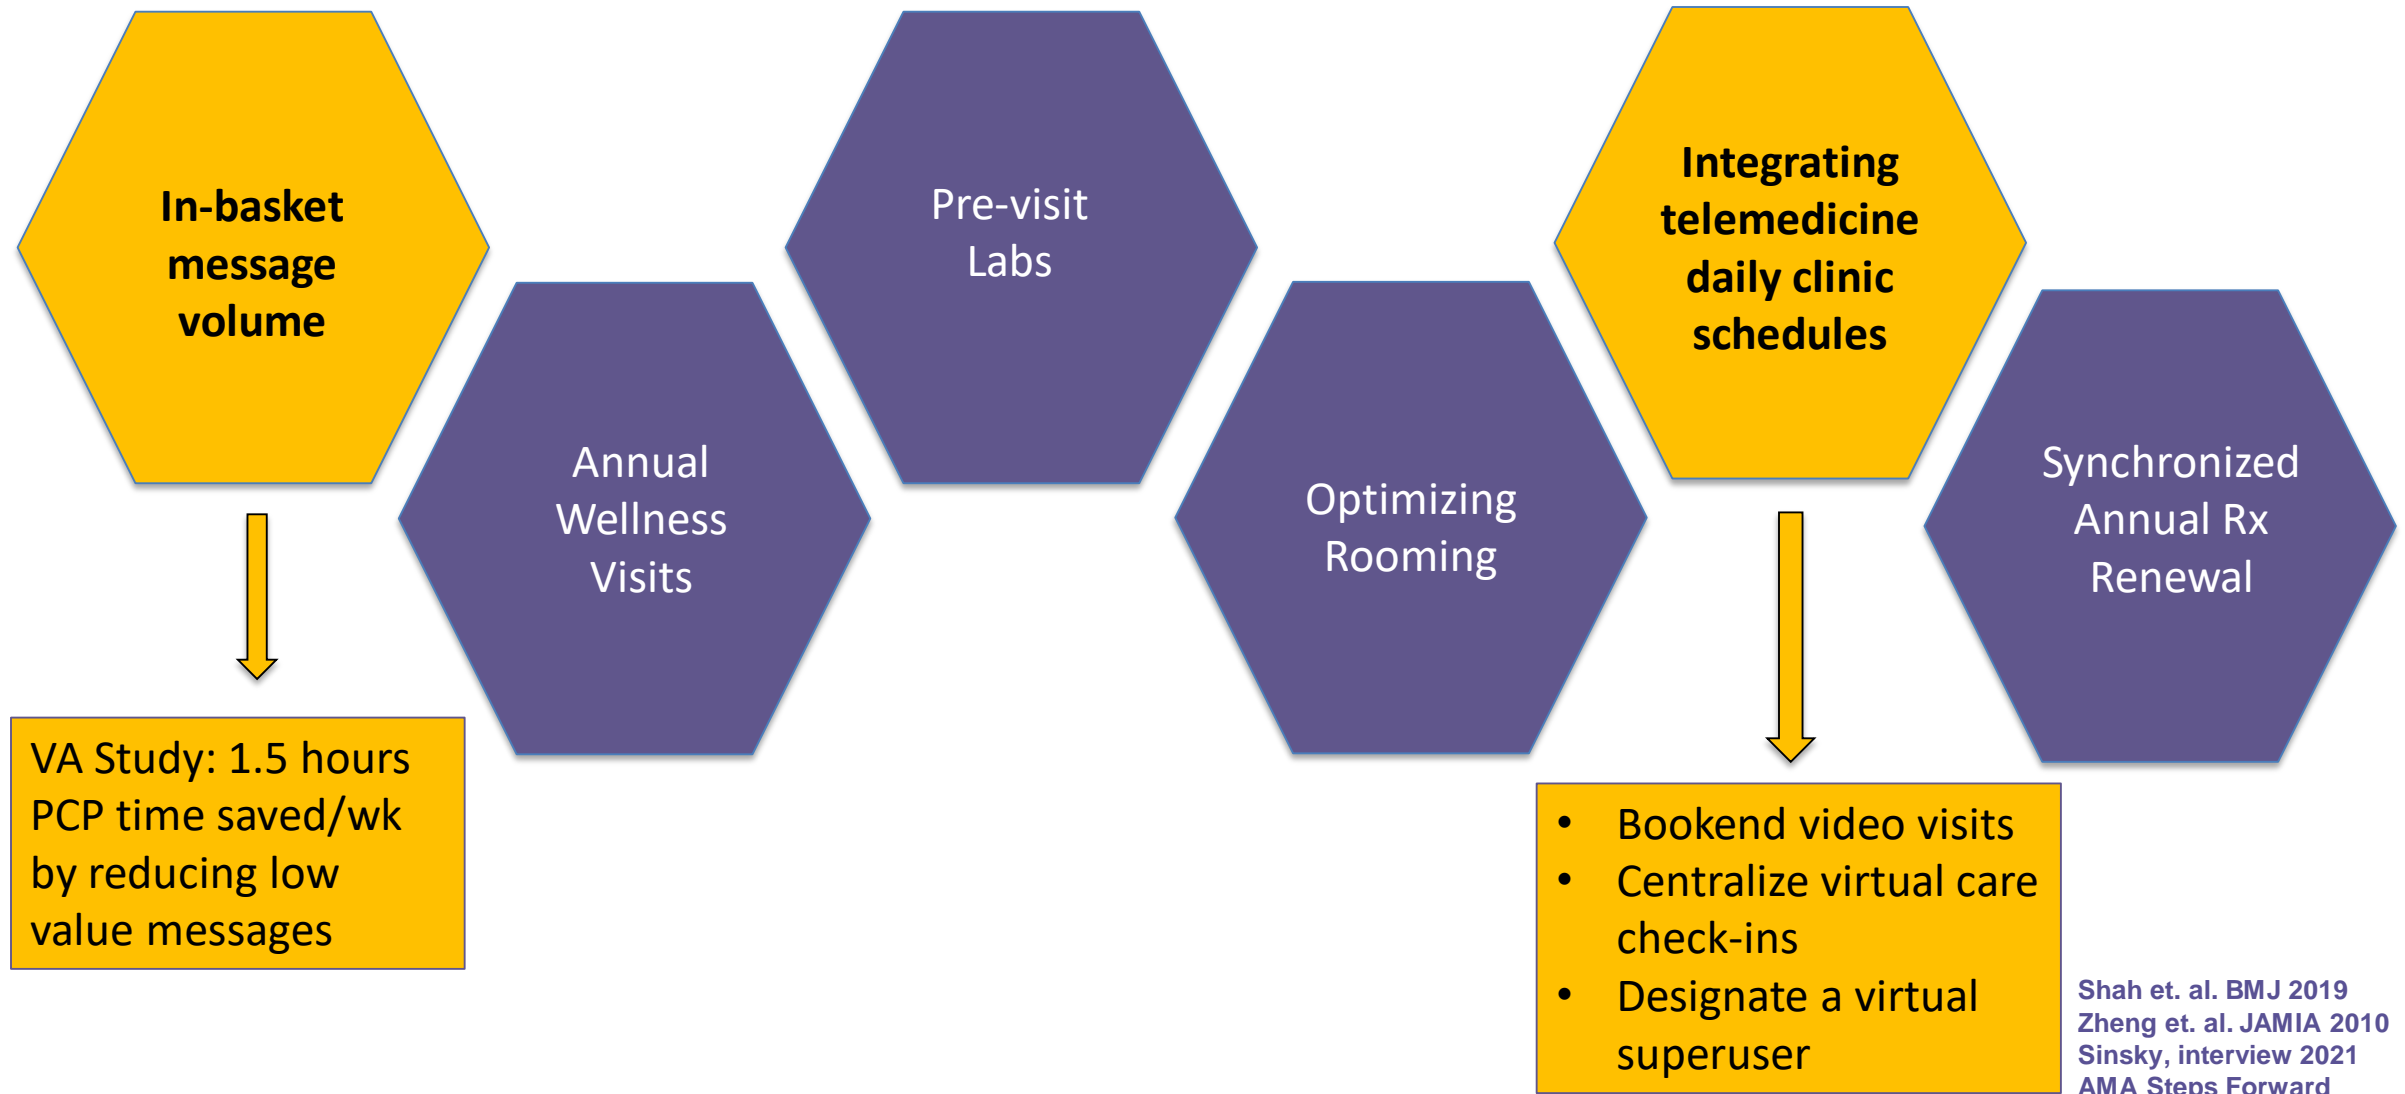 In-basket
message
volume
Annual
Wellness
Visits
Pre-visit
Labs
Optimizing
Rooming
Integrating
telemedicine
daily clinic
schedules
Synchronized
Annual Rx
Renewal
VA Study: 1.5 hours
PCP time saved/wk
by reducing low
value messages
• Bookend video visits
• Centralize virtual care
check-ins
• Designate a virtual
superuser
Shah et. al. BMJ 2019
Zheng et. al. JAMIA 2010
Sinsky, interview 2021
AMA Steps Forward